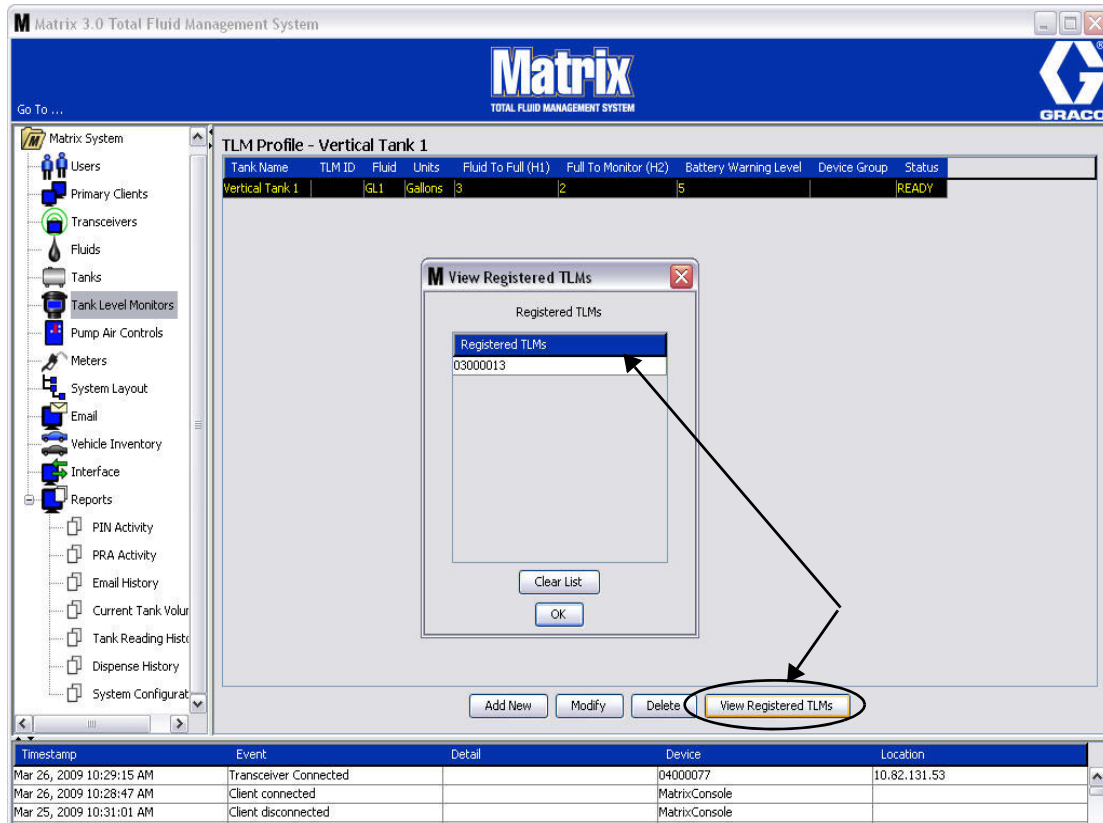 M Matrix 3.0 Total Fluid Management System
Matrix
TOTAL FLUID MANAGEMENT SYSTEM
Go To ...
GRACO
Matrix System
Users
Primary Clients
Transceivers
Fluids
Tanks
Tank Level Monitors
Pump Air Controls
Meters
System Layout
Email
Vehicle Inventory
Interface
Reports
PIN Activity
PRA Activity
Email History
Current Tank Volur
Tank Reading Histo
Dispense History
System Configurat
TLM Profile - Vertical Tank 1
Tank Name TLM ID Fluid Units Fluid To Full (H1) Full To Monitor (H2) Battery Warning Level Device Group Status
Vertical Tank 1 GL1 Gallons 3 2 5 READY
M View Registered TLMs
Registered TLMs
Registered TLMs
03000013
Clear List
OK
Add New Modify Delete View Registered TLMs
Timestamp Event Detail Device Location
Mar 26, 2009 10:29:15 AM Transceiver Connected 04000077 10.82.131.53
Mar 26, 2009 10:28:47 AM Client connected MatrixConsole
Mar 25, 2009 10:31:01 AM Client disconnected MatrixConsole